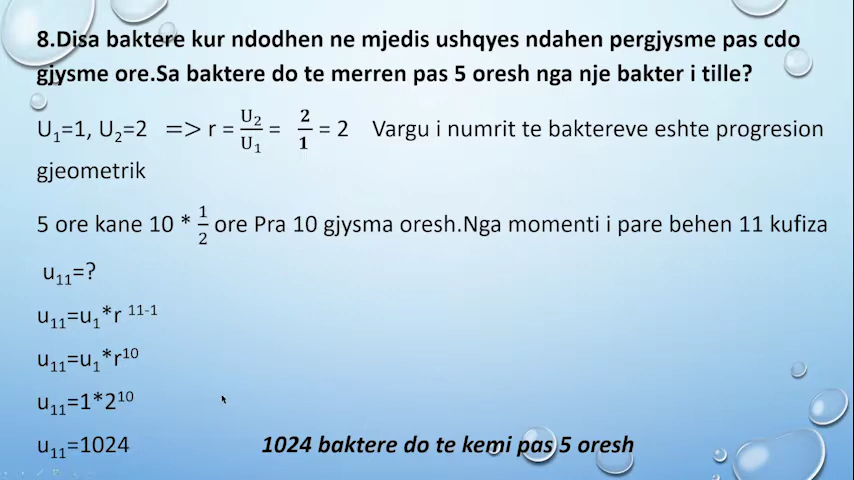 8.Disa baktere kur ndodhen ne mjedis ushqyes ndahen pergjysme pas cdo
gjysme ore.Sa baktere do te merren pas 5 oresh nga nje bakter i tille?
U₁=1, U₂=2 => r = U₂/U₁ = 2/1 = 2 Vargu i numrit te baktereve eshte progresion
gjeometrik
5 ore kane 10 * 1/2 ore Pra 10 gjysma oresh.Nga momenti i pare behen 11 kufiza
u₁₁=?
u₁₁=u₁*r ¹¹⁻¹
u₁₁=u₁*r¹⁰
u₁₁=1*2¹⁰
u₁₁=1024 1024 baktere do te kemi pas 5 oresh